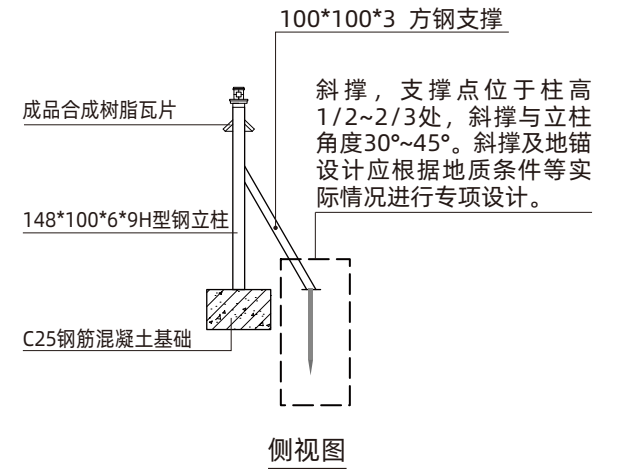 100*100*3 方钢支撑
斜撑，支撑点位于柱高
1/2~2/3处，斜撑与立柱
角度30°~45°。斜撑及地锚
设计应根据地质条件等实
际情况进行专项设计。
成品合成树脂瓦片
148*100*6*9H型钢立柱
C25钢筋混凝土基础
侧视图